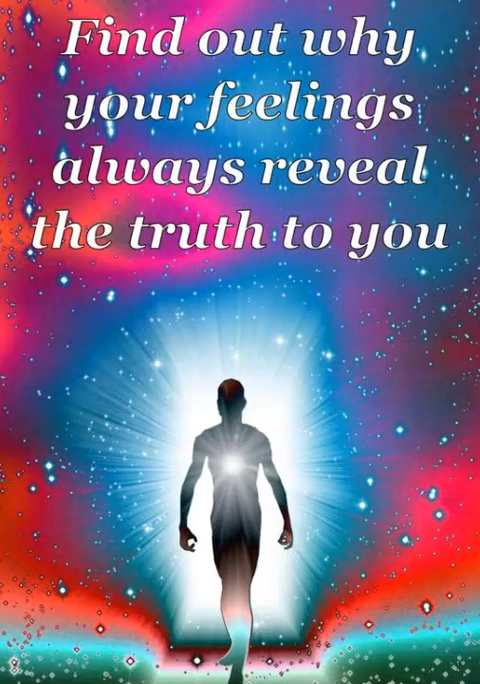 Find out why
your feelings
always reveal
the truth to you